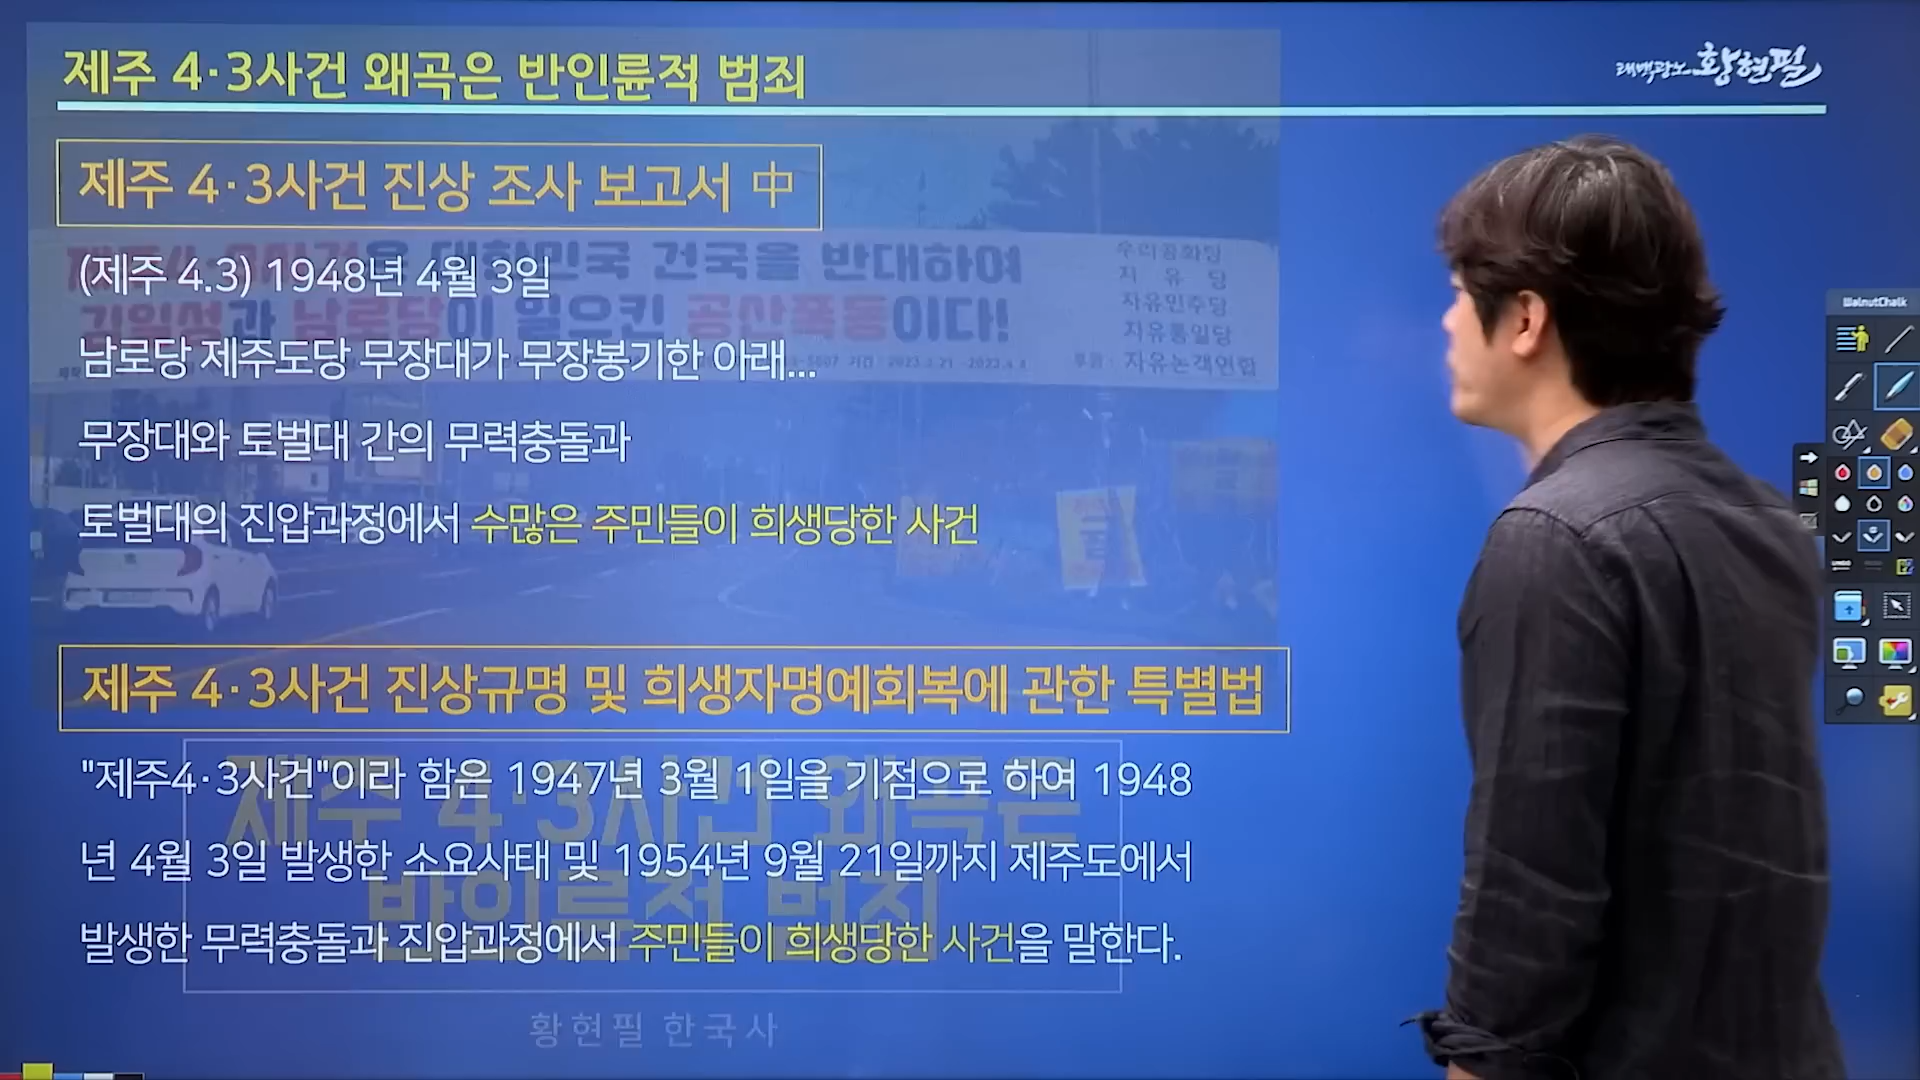 제주 4·3사건 왜곡은 반인륜적 범죄
래백광노 황현필
제주 4·3사건 진상 조사 보고서 中
(제주 4.3) 1948년 4월 3일
남로당 제주도당 무장대가 무장봉기한 아래...
무장대와 토벌대 간의 무력충돌과
토벌대의 진압과정에서 수많은 주민들이 희생당한 사건
대한민국 건국을 반대하여
김일성과 남로당이 일으킨 공산폭동이다!
우리공화당
자유당
자유민주당
자유통일당
자유논객연합
제주 4·3사건 진상규명 및 희생자명예회복에 관한 특별법
"제주4·3사건"이라 함은 1947년 3월 1일을 기점으로 하여 1948
년 4월 3일 발생한 소요사태 및 1954년 9월 21일까지 제주도에서
발생한 무력충돌과 진압과정에서 주민들이 희생당한 사건을 말한다.
제주 4·3사건 왜곡은
반인륜적 범죄
황현필 한국사
WalnutChalk